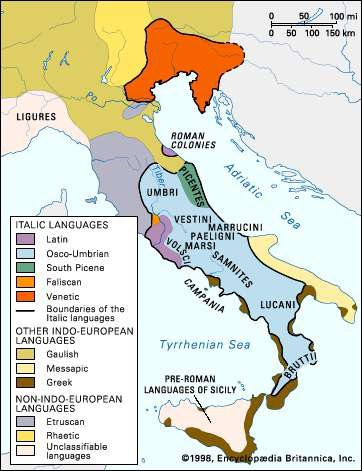 0 50 100 mi
0 50 100 150 km
Po
LIGURES
ROMAN
COLONIES
Adriatic
Sea
PICENTES
Tiber
UMBRI
VESTINI
MARRUCINI
PAELIGNI
MARSI
VOLSCI
SAMNITES
CAMPANIA
LUCANI
BRUTTII
Tyrrhenian Sea
PRE-ROMAN
LANGUAGES OF SICILY
ITALIC LANGUAGES
Latin
Osco-Umbrian
South Picene
Faliscan
Venetic
Boundaries of the
Italic languages
OTHER INDO-EUROPEAN
LANGUAGES
Gaulish
Messapic
Greek
NON-INDO-EUROPEAN
LANGUAGES
Etruscan
Rhaetic
Unclassifiable
languages
©1998, Encyclopædia Britannica, Inc.